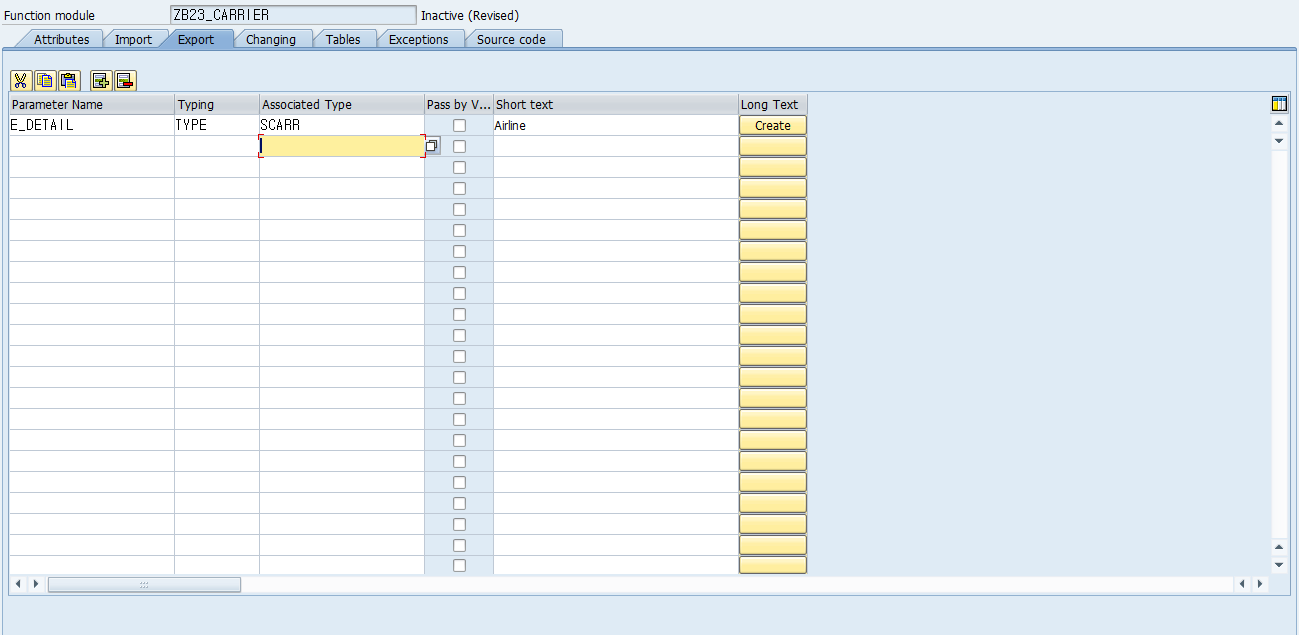 Function module ZB23_CARRIER Inactive (Revised)
Attributes Import Export Changing Tables Exceptions Source code
Parameter Name Typing Associated Type Pass by V... Short text Long Text
E_DETAIL TYPE SCARR Airline Create